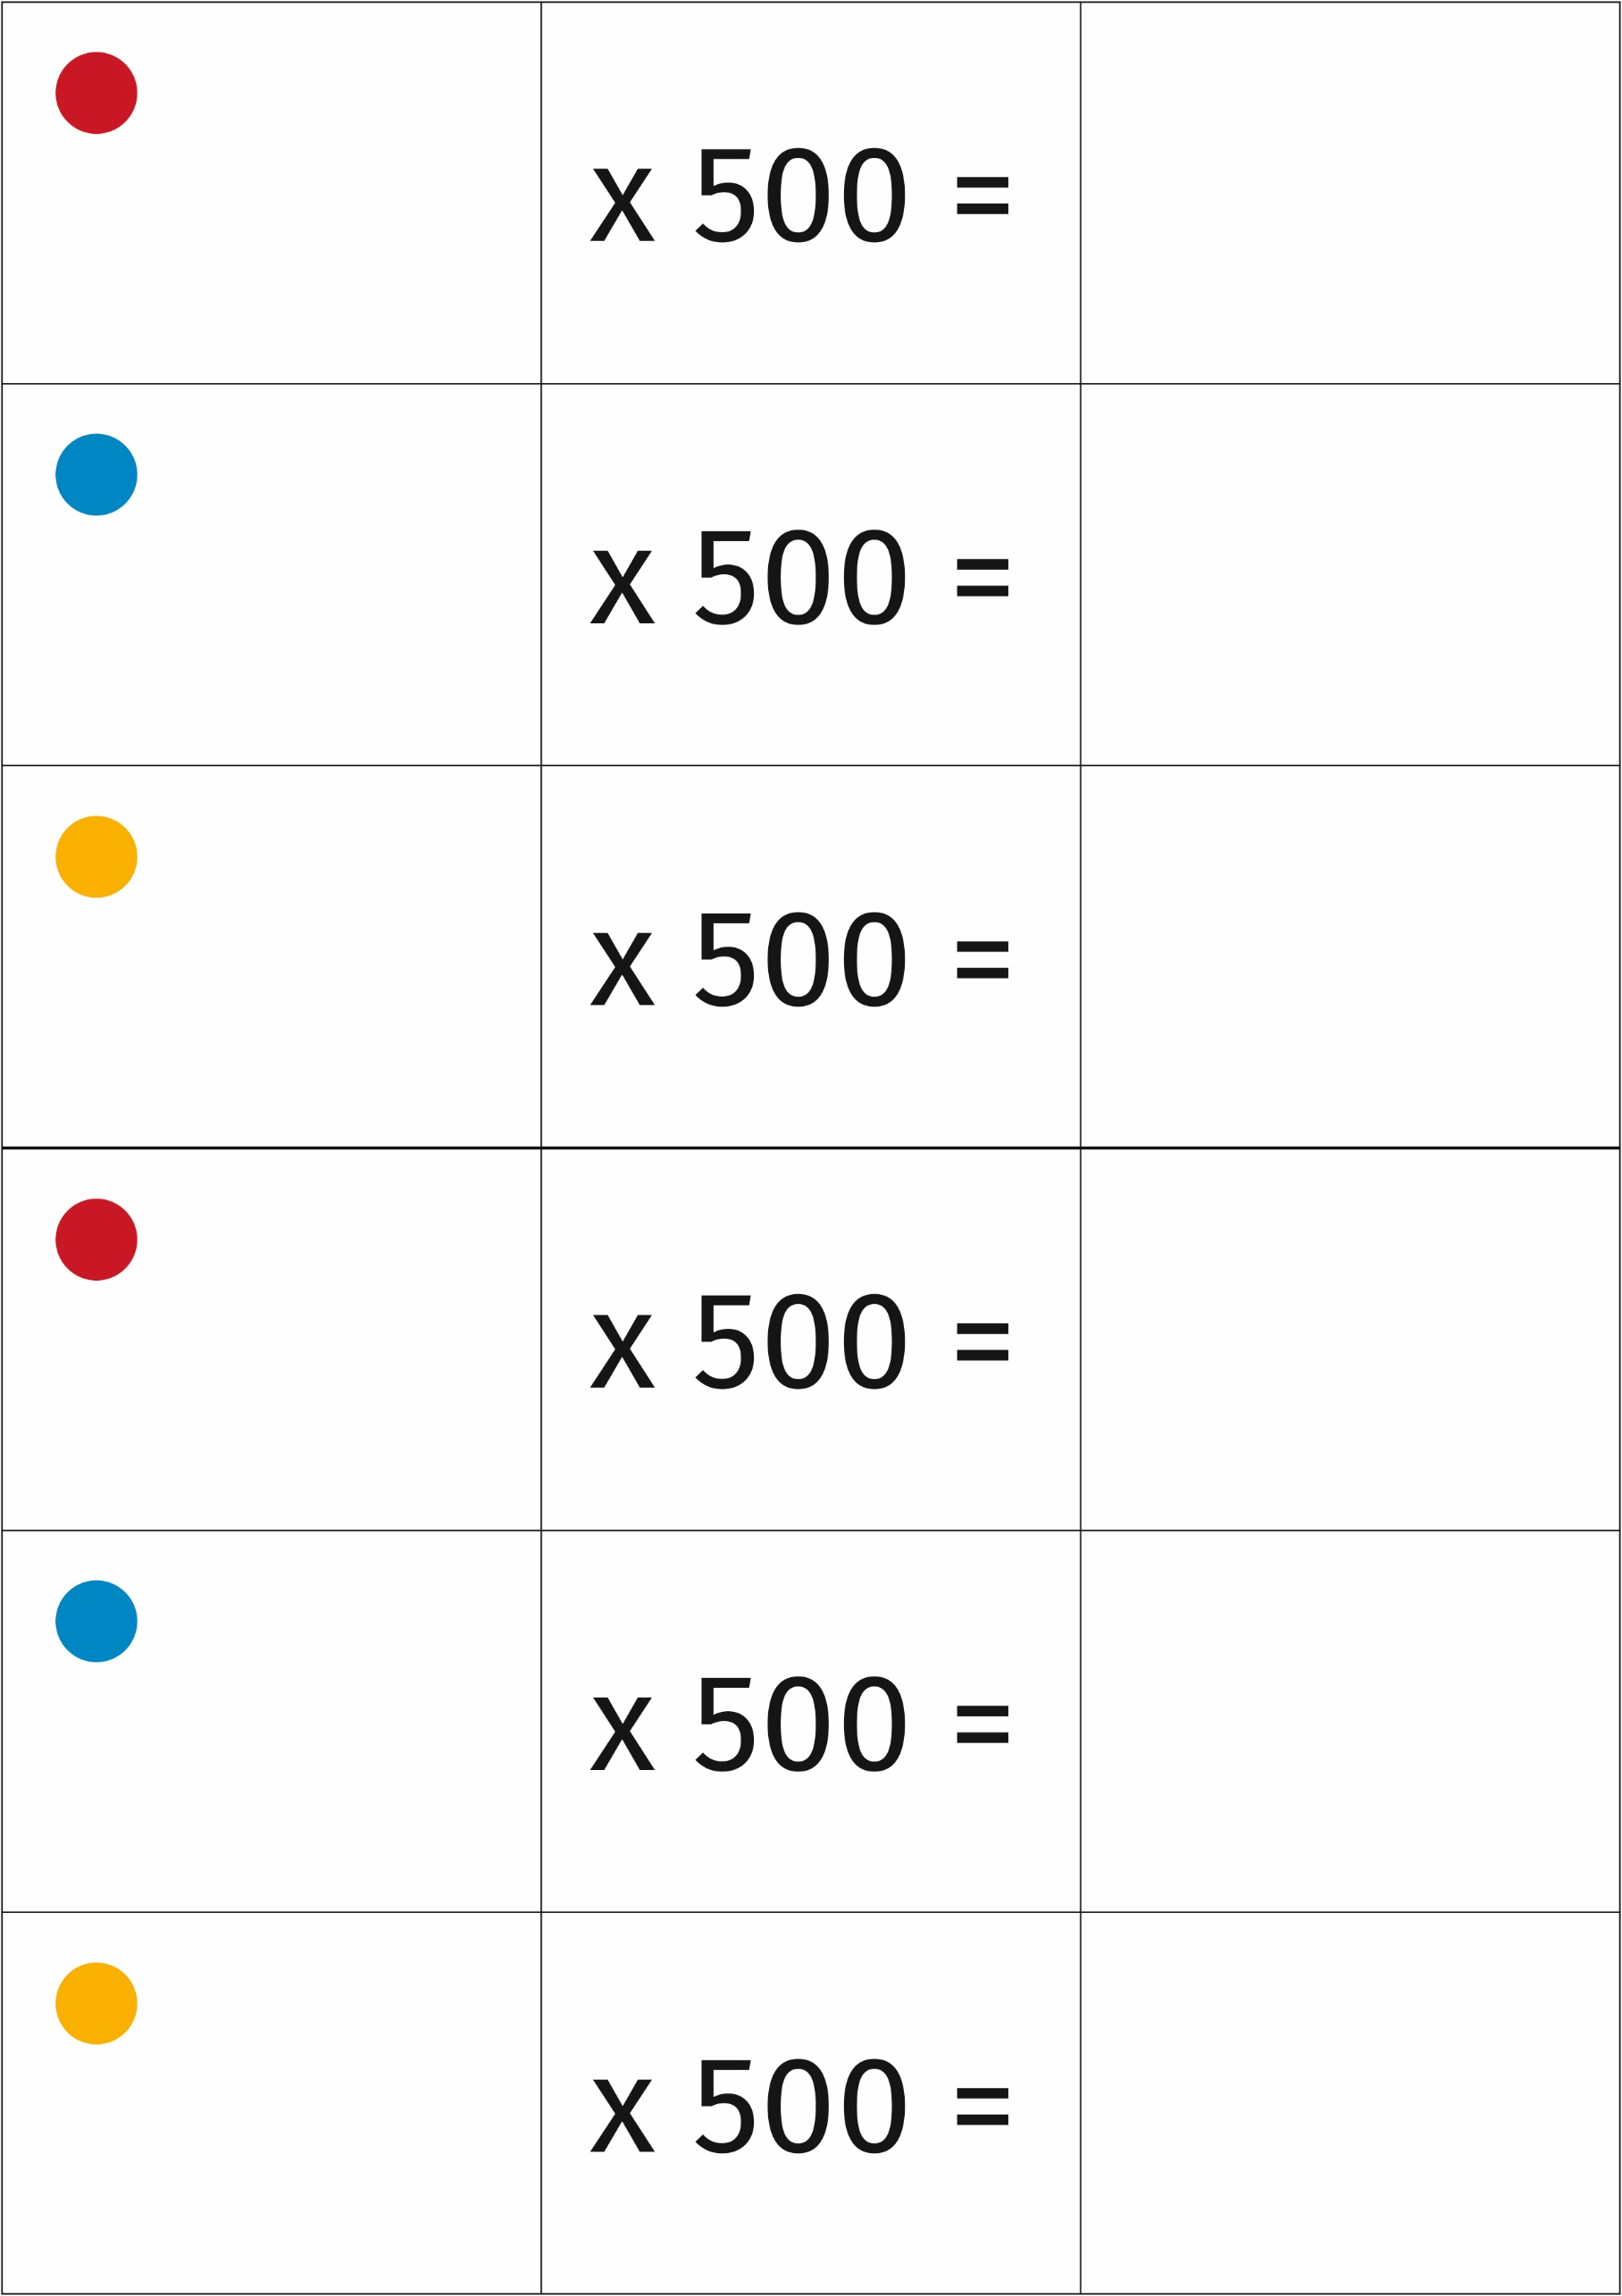 x 500 =
x 500 =
x 500 =
x 500 =
x 500 =
x 500 =